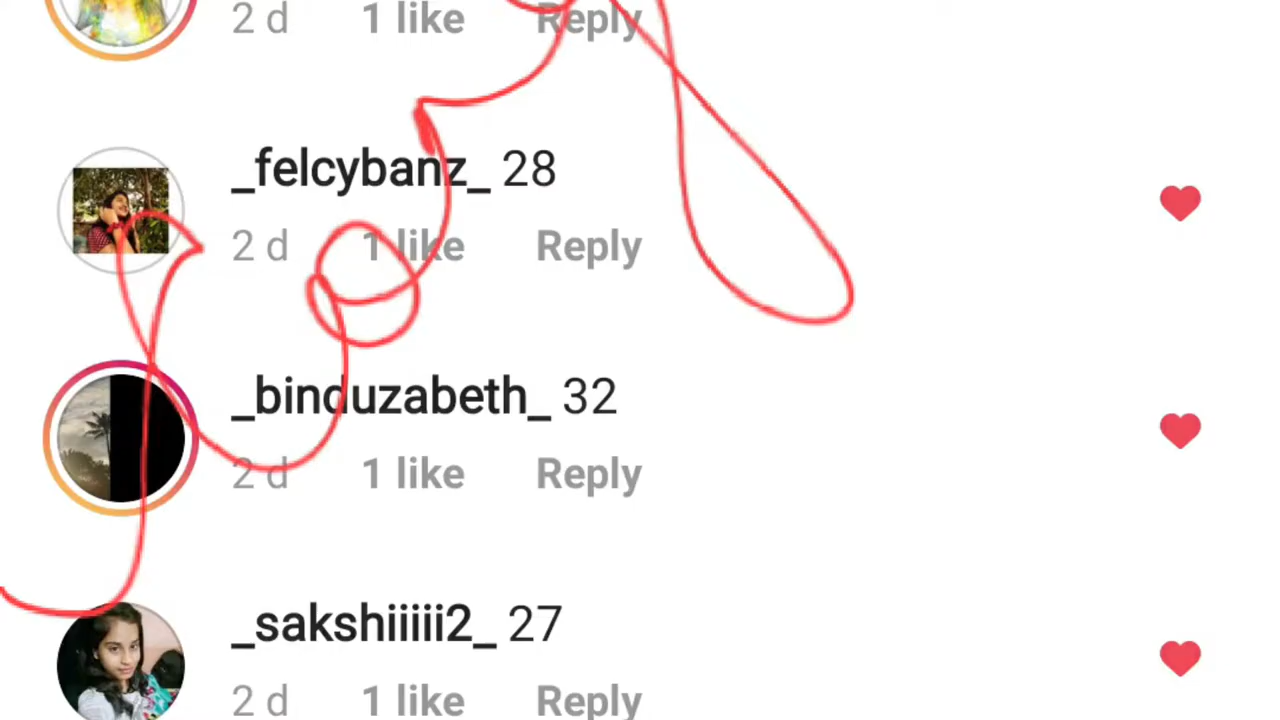 2 d 1 like Reply
_felcybanz_ 28
2 d 1 like Reply
_binduzabeth_ 32
2 d 1 like Reply
_sakshiiiii2_ 27
2 d 1 like Reply